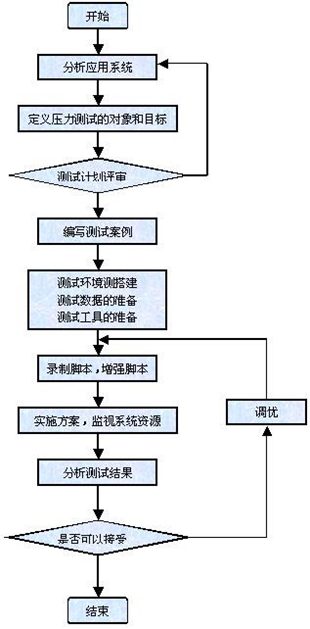 开始
分析应用系统
定义压力测试的对象和目标
测试计划评审
编写测试案例
测试环境测搭建
测试数据的准备
测试工具的准备
录制脚本,增强脚本
实施方案,监视系统资源
调优
分析测试结果
是否可以接受
结束